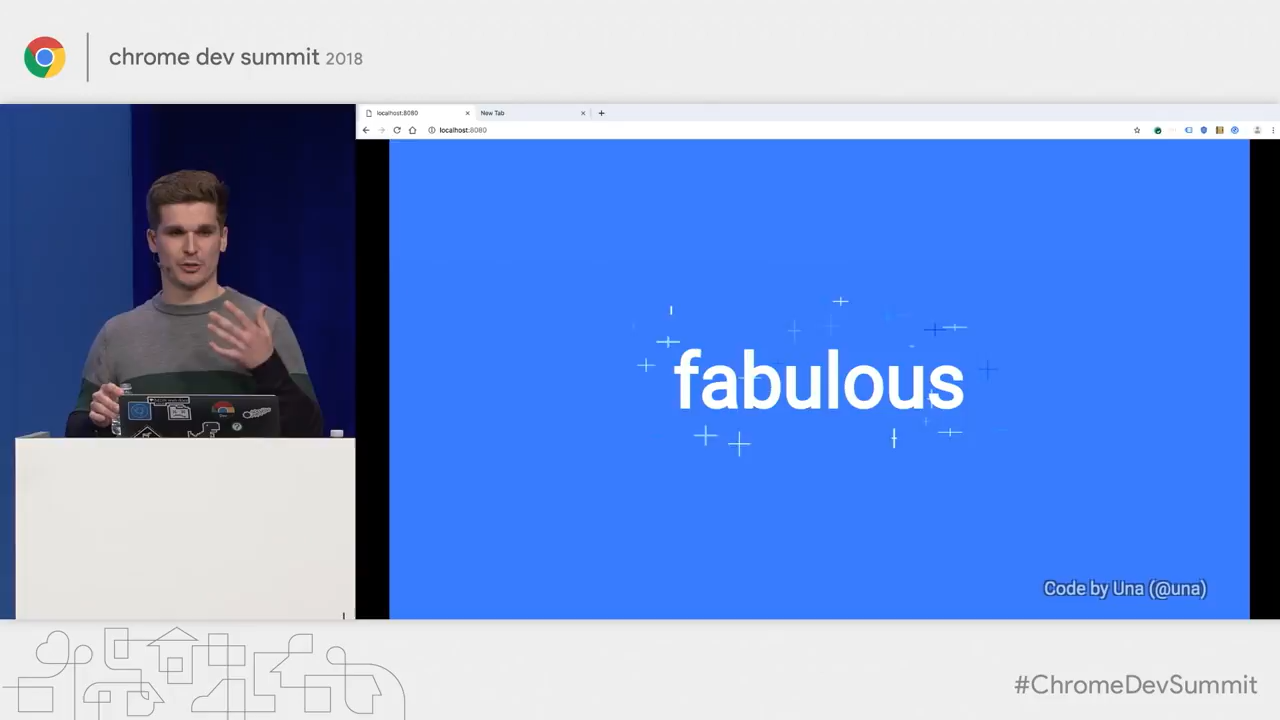 chrome dev summit 2018
localhost:8080
New Tab
localhost:8080
fabulous
Code by Una (@una)
#ChromeDevSummit